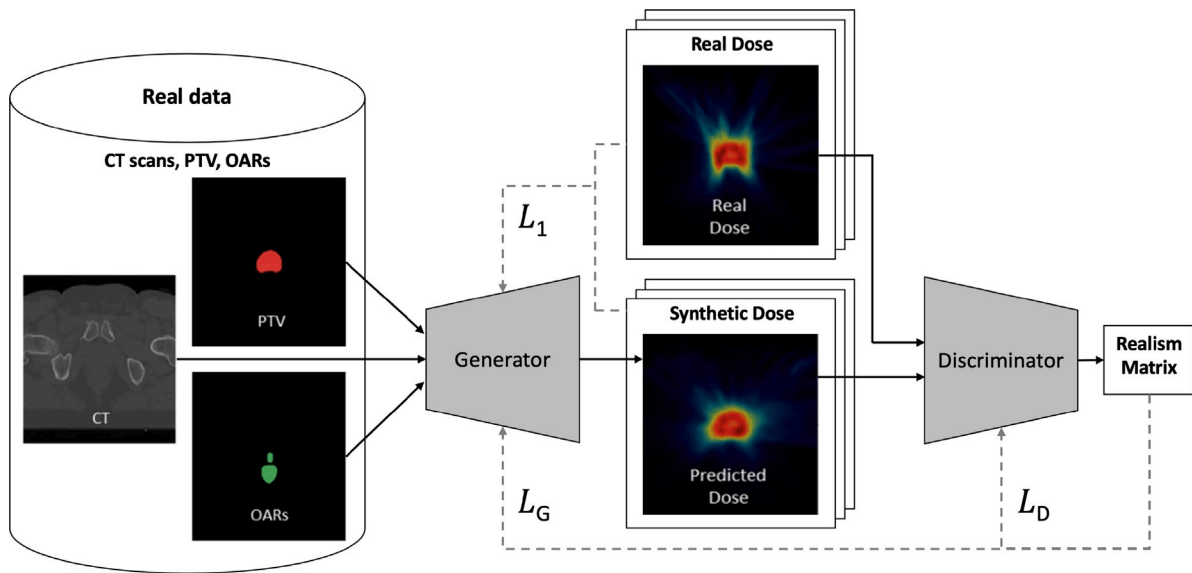 Real data
CT scans, PTV, OARs
PTV
CT
OARs
L1
Generator
LG
Real Dose
Real
Dose
Synthetic Dose
Predicted
Dose
Discriminator
LD
Realism
Matrix